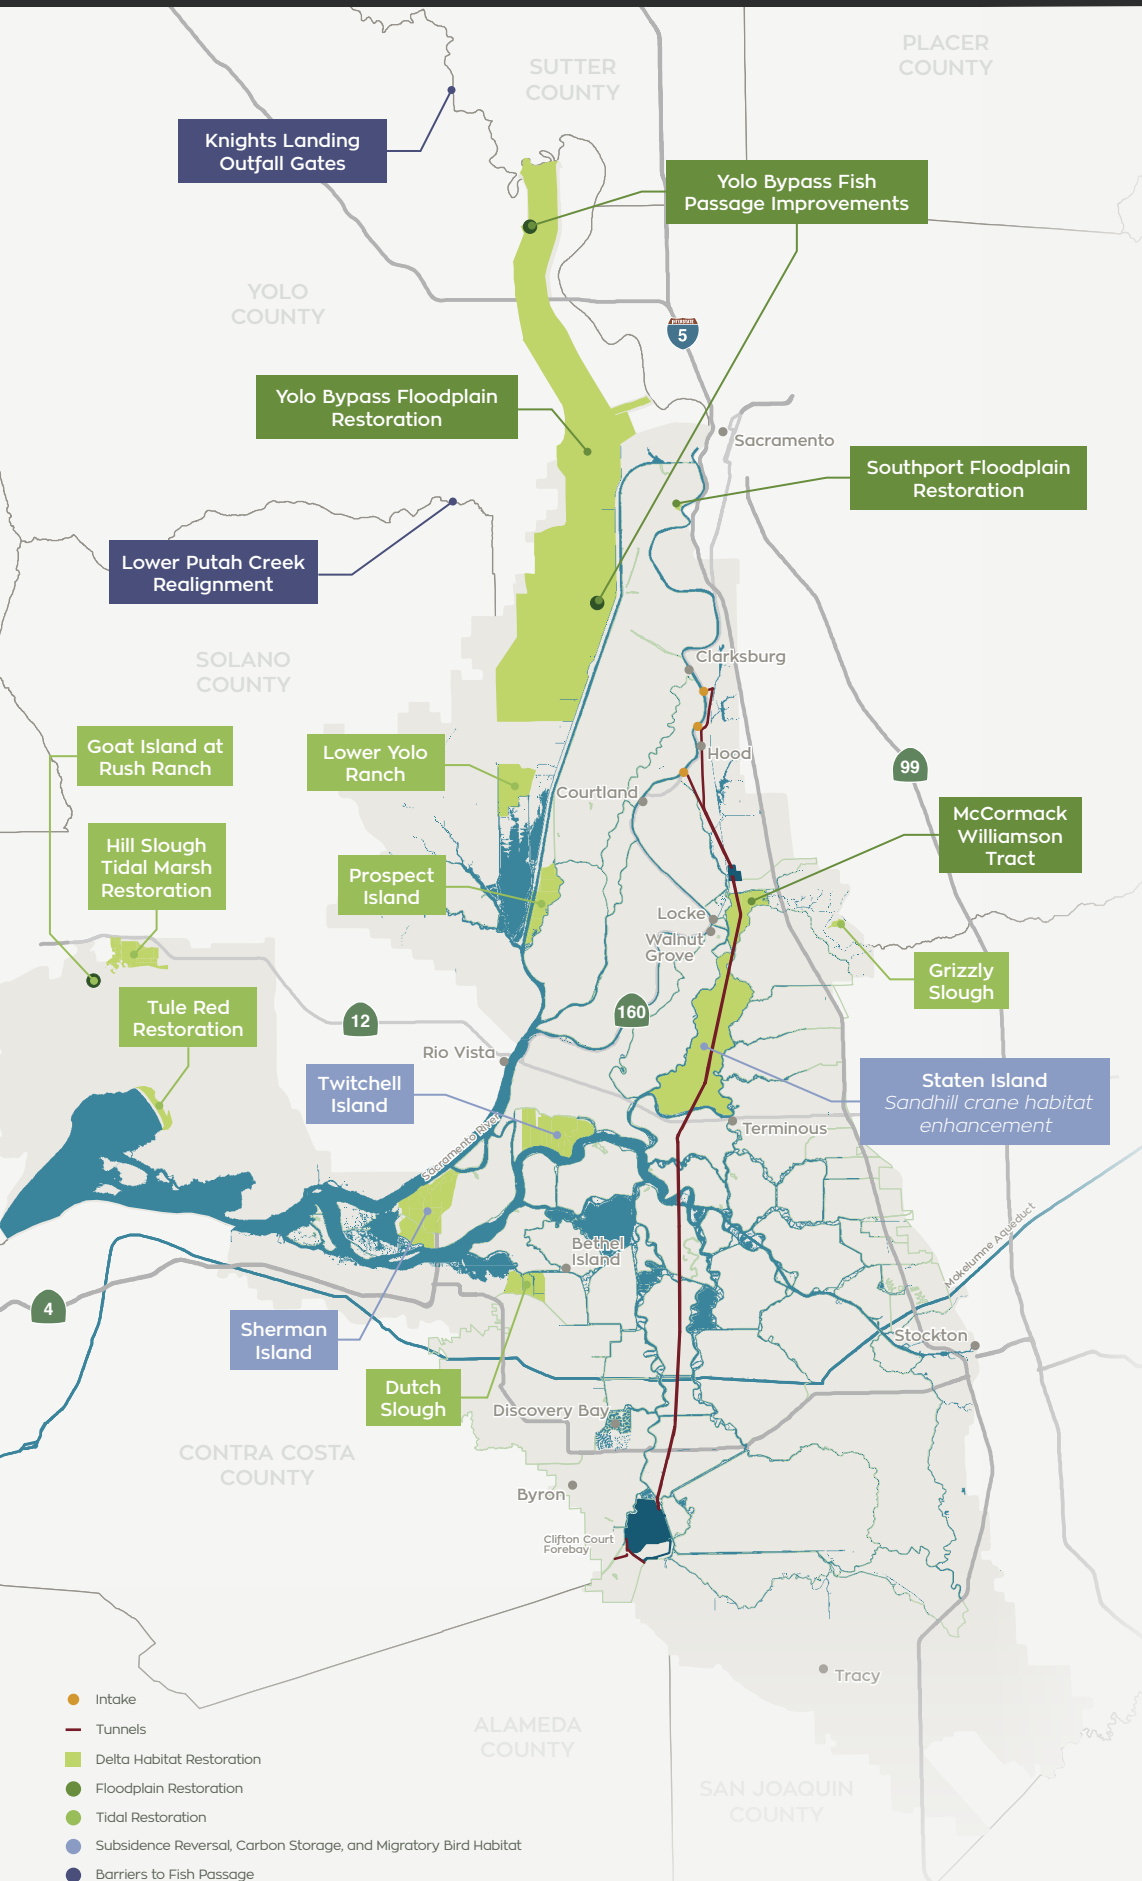 PLACER
COUNTY
SUTTER
COUNTY
Knights Landing
Outfall Gates
Yolo Bypass Fish
Passage Improvements
YOLO
COUNTY
INTERSTATE
5
Yolo Bypass Floodplain
Restoration
Sacramento
Southport Floodplain
Restoration
Lower Putah Creek
Realignment
Clarksburg
SOLANO
COUNTY
Goat Island at
Rush Ranch
Lower Yolo
Ranch
Hood
99
Courtland
McCormack
Williamson
Tract
Hill Slough
Tidal Marsh
Restoration
Prospect
Island
Locke
Walnut
Grove
Grizzly
Slough
Tule Red
Restoration
12
160
Rio Vista
Twitchell
Island
Staten Island
Sandhill crane habitat
enhancement
Terminous
Sacramento River
Bethel
Island
Mokelumne Aqueduct
4
Sherman
Island
Stockton
Dutch
Slough
Discovery Bay
CONTRA COSTA
COUNTY
Byron
Clifton Court
Forebay
Tracy
Intake
Tunnels
Delta Habitat Restoration
Floodplain Restoration
Tidal Restoration
Subsidence Reversal, Carbon Storage, and Migratory Bird Habitat
Barriers to Fish Passage
ALAMEDA
COUNTY
SAN JOAQUIN
COUNTY